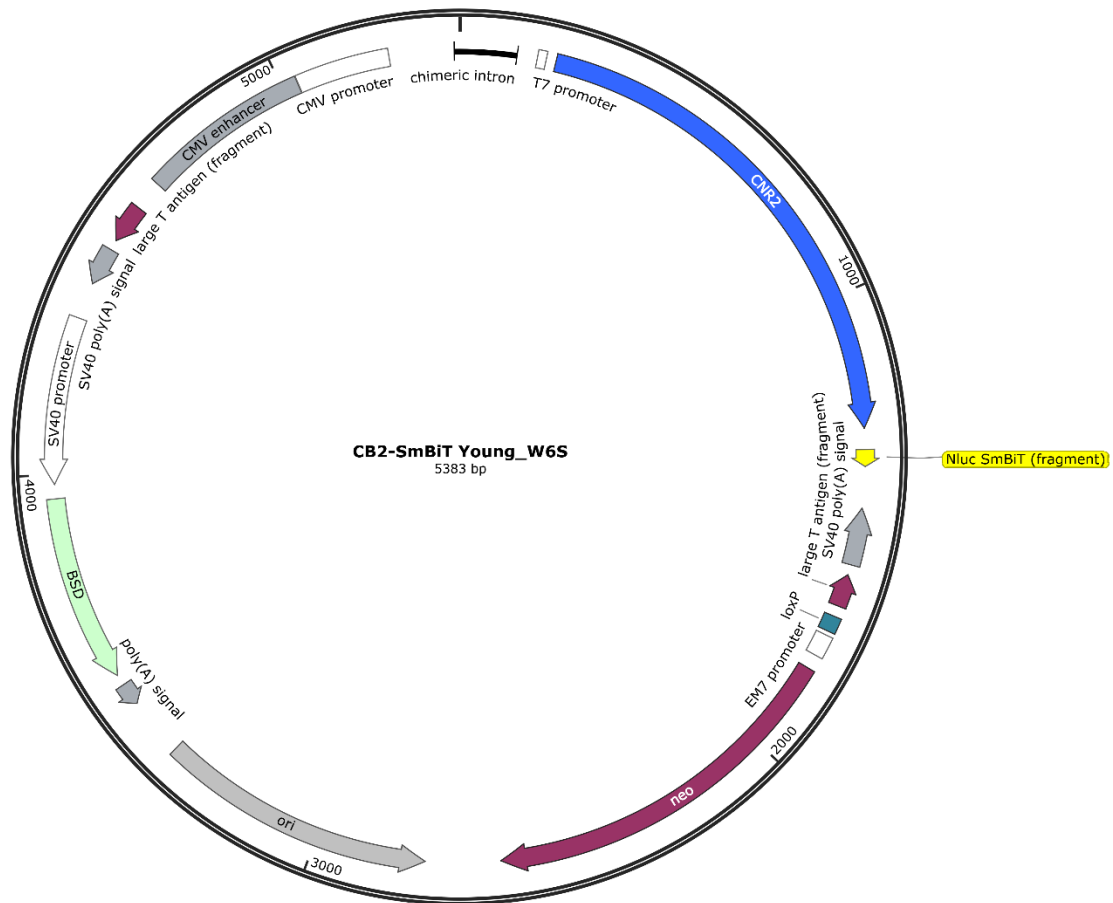 5000
chimeric intron
T7 promoter
CMV promoter
CMV enhancer
large T antigen (fragment)
SV40 poly(A) signal
SV40 promoter
4000
BSD
poly(A) signal
ori
3000
CNR2
1000
CB2-SmBiT Young_W6S
5383 bp
Nluc SmBiT (fragment)
SV40 poly(A) signal
large T antigen (fragment)
loxP
EM7 promoter
2000
neo